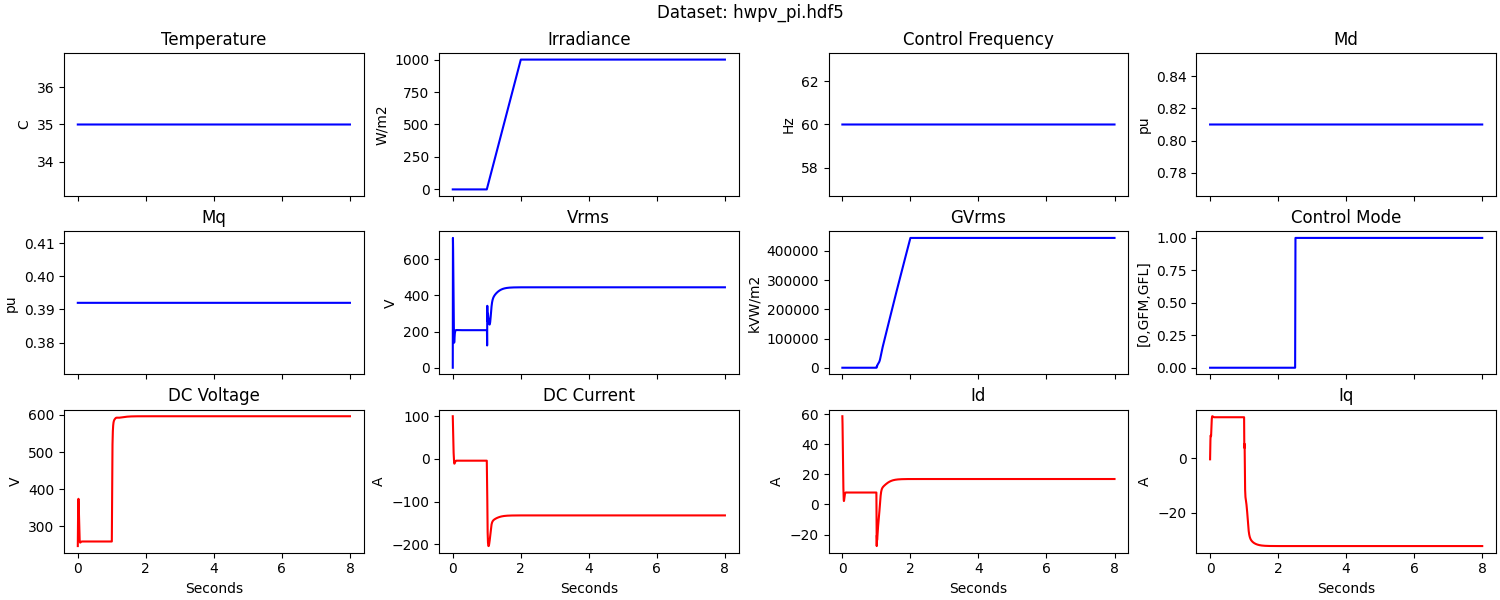 Dataset: hwpv_pi.hdf5
Temperature
Irradiance
Control Frequency
Md
C
36
35
34
W/m2
1000
750
500
250
0
Hz
62
60
58
pu
0.84
0.82
0.80
0.78
Mq
Vrms
GVrms
Control Mode
pu
0.41
0.40
0.39
0.38
V
600
400
200
0
kVW/m2
400000
300000
200000
100000
0
[0,GFM,GFL]
1.00
0.75
0.50
0.25
0.00
DC Voltage
DC Current
Id
Iq
V
600
500
400
300
0 2 4 6 8
Seconds
A
100
0
−100
−200
0 2 4 6 8
Seconds
A
60
40
20
0
−20
0 2 4 6 8
Seconds
A
0
−20
0 2 4 6 8
Seconds